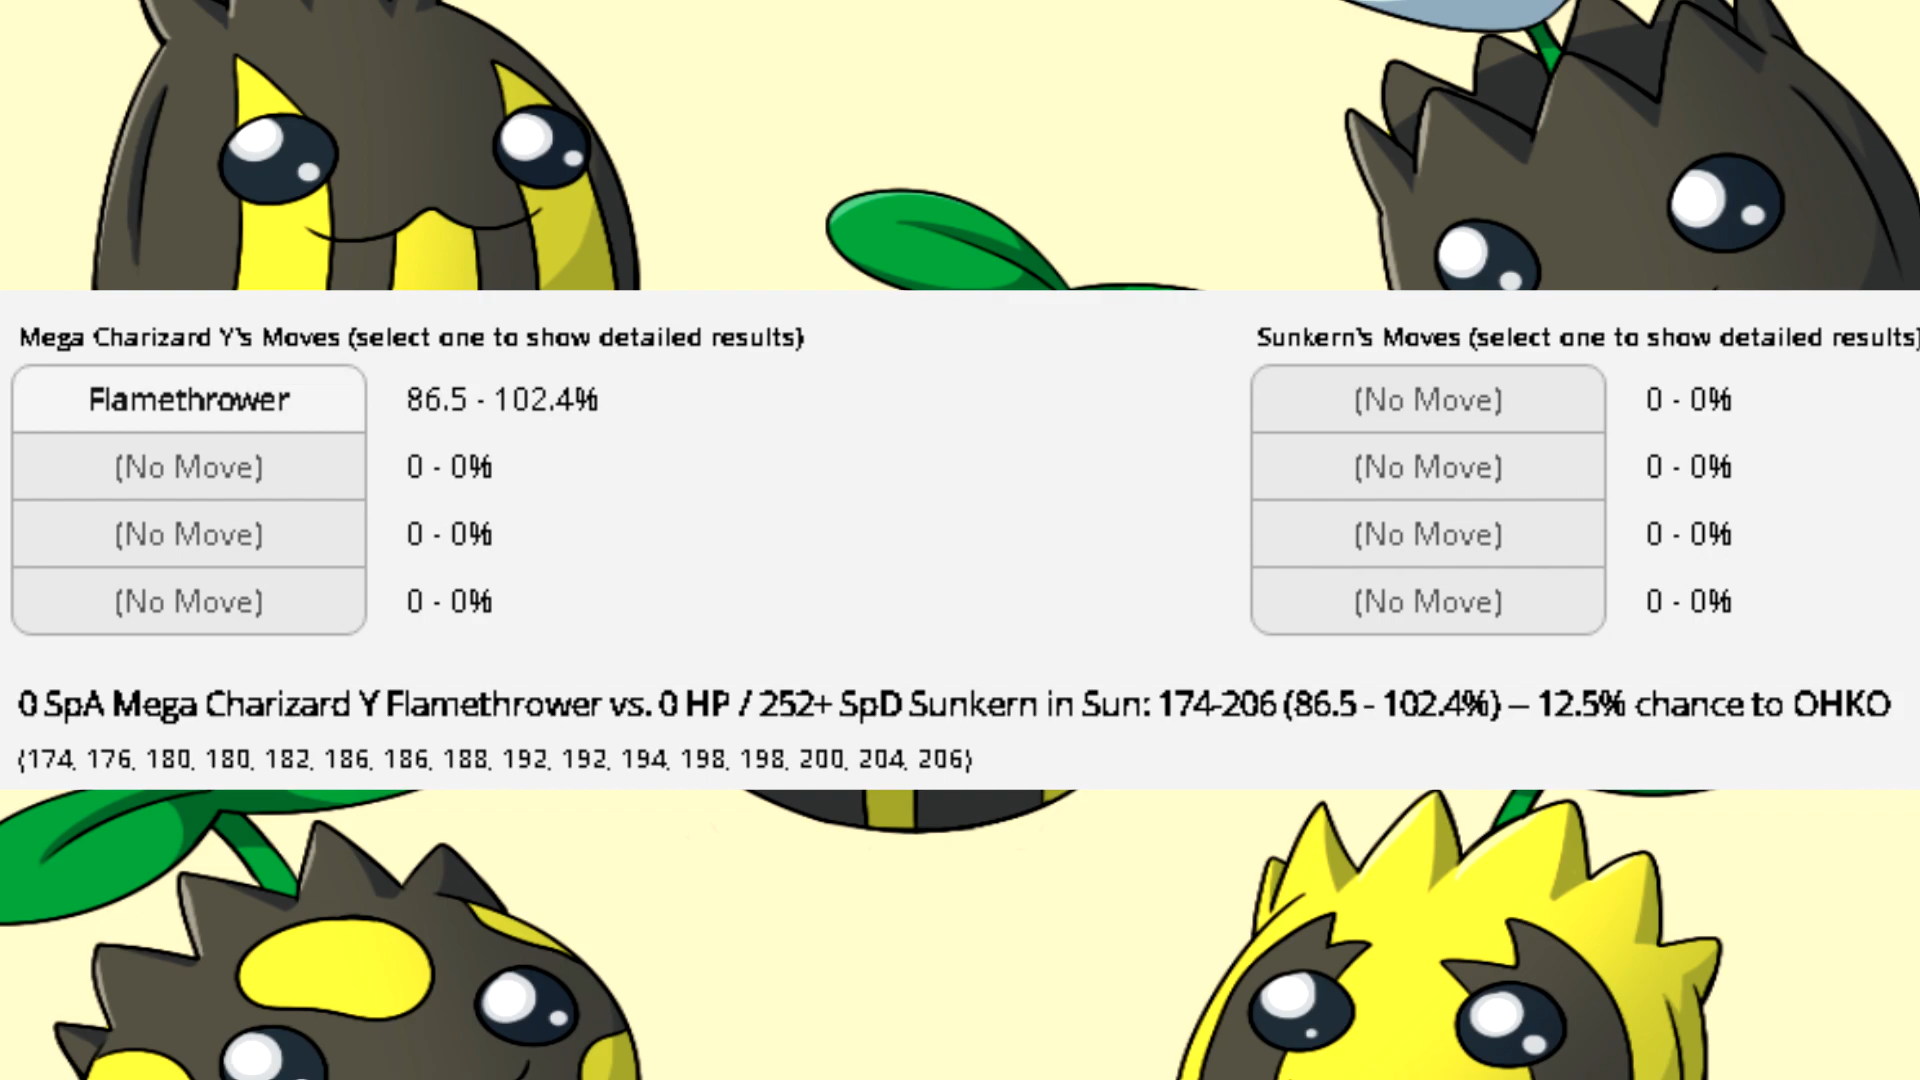 Mega Charizard Y's Moves (select one to show detailed results)
Sunkern's Moves (select one to show detailed results)
Flamethrower 86.5 - 102.4%
(No Move) 0 - 0%
(No Move) 0 - 0%
(No Move) 0 - 0%
(No Move) 0 - 0%
(No Move) 0 - 0%
(No Move) 0 - 0%
(No Move) 0 - 0%
0 SpA Mega Charizard Y Flamethrower vs. 0 HP / 252+ SpD Sunkern in Sun: 174-206 (86.5 - 102.4%) -- 12.5% chance to OHKO
(174, 176, 180, 180, 182, 186, 186, 188, 192, 192, 194, 198, 198, 200, 204, 206)